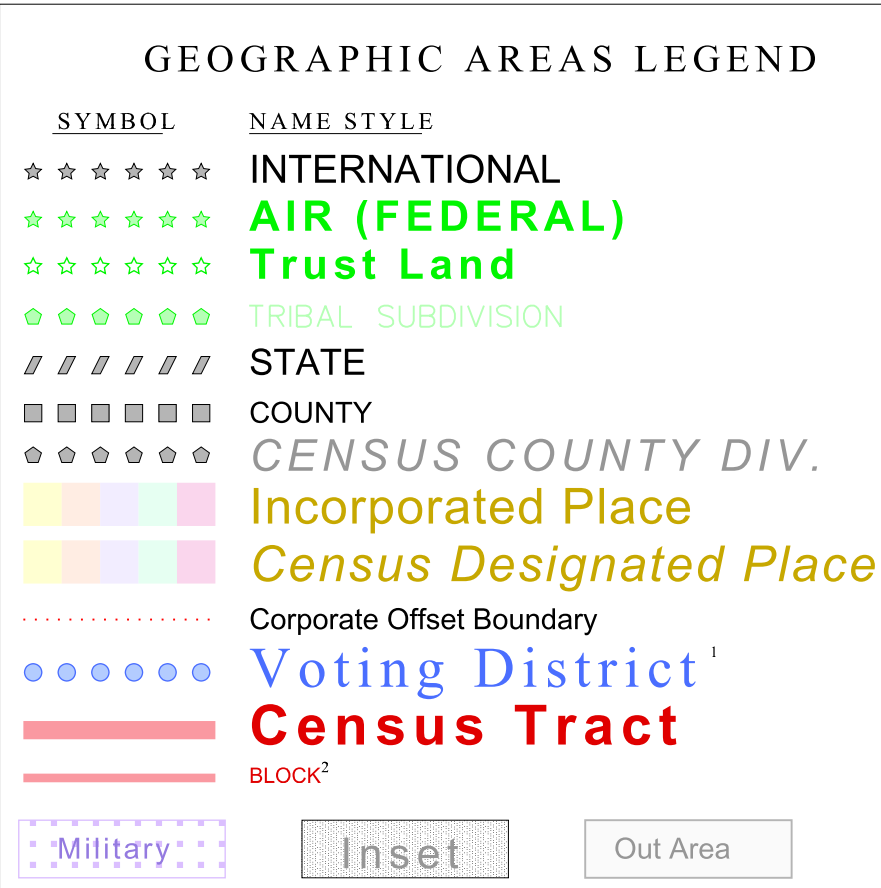 GEOGRAPHIC AREAS LEGEND
SYMBOL NAME STYLE
INTERNATIONAL
AIR (FEDERAL)
Trust Land
TRIBAL SUBDIVISION
STATE
COUNTY
CENSUS COUNTY DIV.
Incorporated Place
Census Designated Place
Corporate Offset Boundary
Voting District 1
Census Tract
BLOCK2
Military Inset Out Area